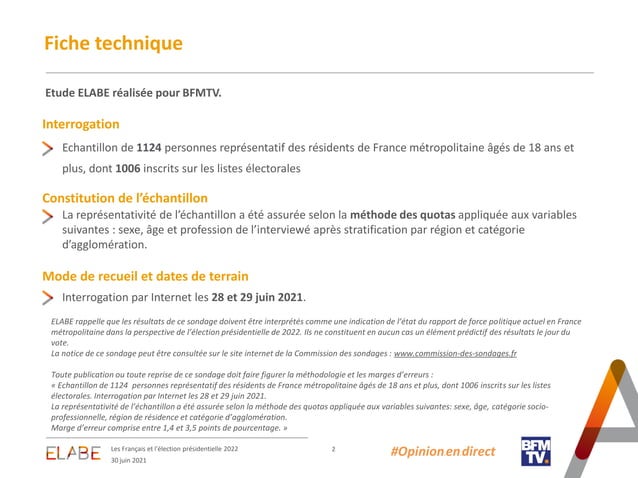 Fiche technique
Etude ELABE réalisée pour BFMTV.
Interrogation
Echantillon de 1124 personnes représentatif des résidents de France métropolitaine âgés de 18 ans et
plus, dont 1006 inscrits sur les listes électorales
Constitution de l’échantillon
La représentativité de l’échantillon a été assurée selon la méthode des quotas appliquée aux variables
suivantes : sexe, âge et profession de l’interviewé après stratification par région et catégorie
d’agglomération.
Mode de recueil et dates de terrain
Interrogation par Internet les 28 et 29 juin 2021.
ELABE rappelle que les résultats de ce sondage doivent être interprétés comme une indication de l’état du rapport de force politique actuel en France
métropolitaine dans la perspective de l’élection présidentielle de 2022. Ils ne constituent en aucun cas un élément prédictif des résultats le jour du
vote.
La notice de ce sondage peut être consultée sur le site internet de la Commission des sondages : www.commission-des-sondages.fr
Toute publication ou toute reprise de ce sondage doit faire figurer la méthodologie et les marges d’erreurs :
« Echantillon de 1124 personnes représentatif des résidents de France métropolitaine âgés de 18 ans et plus, dont 1006 inscrits sur les listes
électorales. Interrogation par Internet les 28 et 29 juin 2021.
La représentativité de l’échantillon a été assurée selon la méthode des quotas appliquée aux variables suivantes: sexe, âge, catégorie socio-
professionnelle, région de résidence et catégorie d’agglomération.
Marge d’erreur comprise entre 1,4 et 3,5 points de pourcentage. »
ELABE
Les Français et l’élection présidentielle 2022
30 juin 2021
2
#Opinionendirect
BFM
TV.